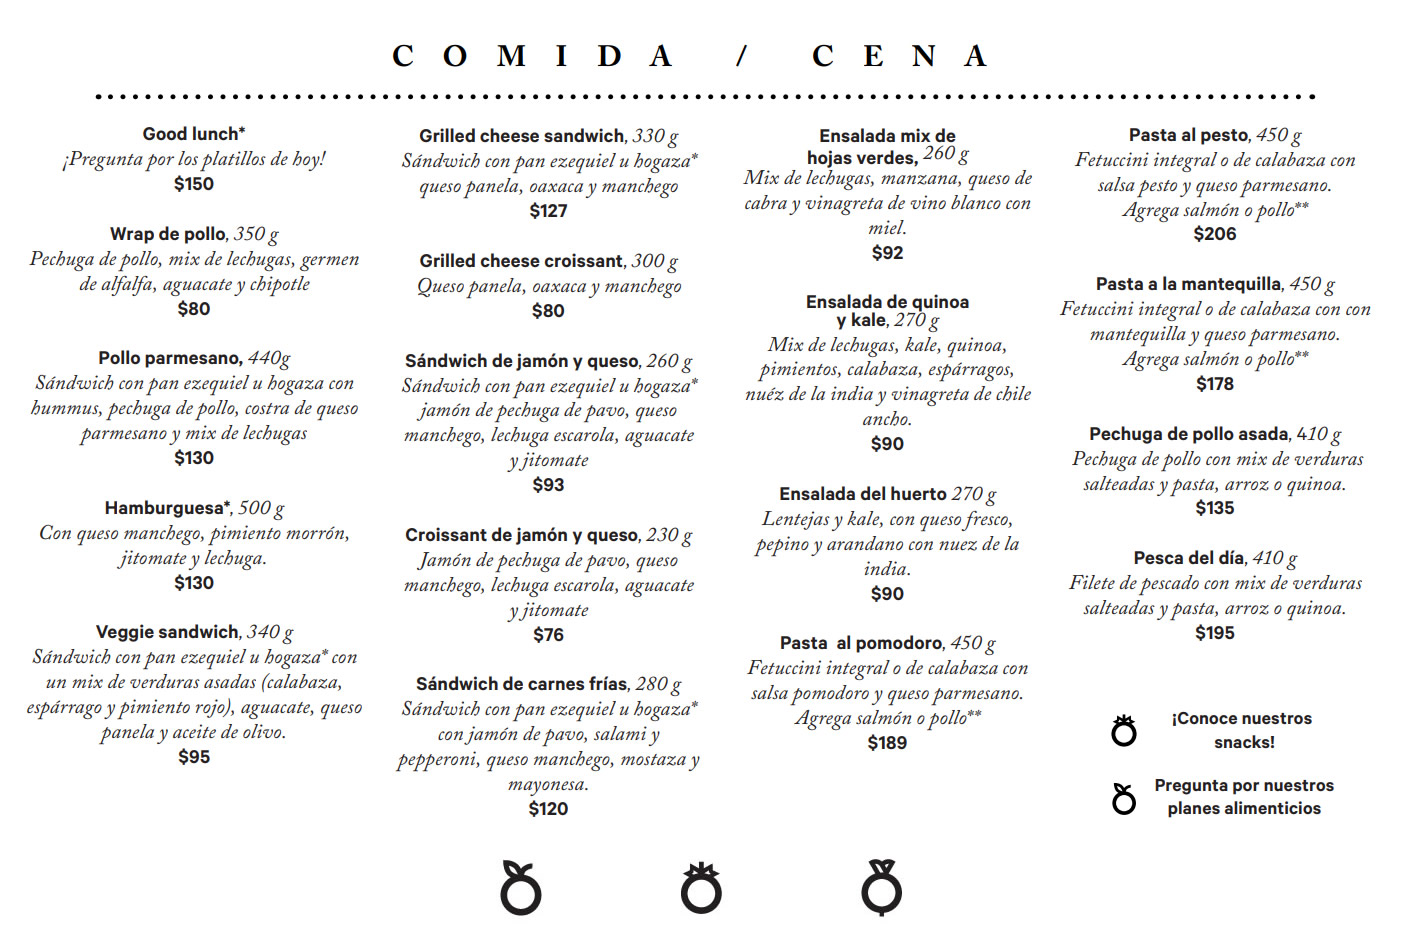 COMIDA / CENA
Good lunch*
¡Pregunta por los platillos de hoy!
$150
Wrap de pollo, 350 g
Pechuga de pollo, mix de lechugas, germen
de alfalfa, aguacate y chipotle
$80
Pollo parmesano, 440g
Sándwich con pan ezequiel u hogaza con
hummus, pechuga de pollo, costra de queso
parmesano y mix de lechugas
$130
Hamburguesa*, 500 g
Con queso manchego, pimiento morrón,
jitomate y lechuga.
$130
Veggie sandwich, 340 g
Sándwich con pan ezequiel u hogaza* con
un mix de verduras asadas (calabaza,
espárrago y pimiento rojo), aguacate, queso
panela y aceite de olivo.
$95
Grilled cheese sandwich, 330 g
Sándwich con pan ezequiel u hogaza*
queso panela, oaxaca y manchego
$127
Grilled cheese croissant, 300 g
Queso panela, oaxaca y manchego
$80
Sándwich de jamón y queso, 260 g
Sándwich con pan ezequiel u hogaza*
jamón de pechuga de pavo, queso
manchego, lechuga escarola, aguacate
y jitomate
$93
Croissant de jamón y queso, 230 g
Jamón de pechuga de pavo, queso
manchego, lechuga escarola, aguacate
y jitomate
$76
Sándwich de carnes frías, 280 g
Sándwich con pan ezequiel u hogaza*
con jamón de pavo, salami y
pepperoni, queso manchego, mostaza y
mayonesa.
$120
Ensalada mix de
hojas verdes, 260 g
Mix de lechugas, manzana, queso de
cabra y vinagreta de vino blanco con
miel.
$92
Ensalada de quinoa
y kale, 270 g
Mix de lechugas, kale, quinoa,
pimientos, calabaza, espárragos,
nuéz de la india y vinagreta de chile
ancho.
$90
Ensalada del huerto 270 g
Lentejas y kale, con queso fresco,
pepino y arandano con nuez de la
india.
$90
Pasta al pomodoro, 450 g
Fetuccini integral o de calabaza con
salsa pomodoro y queso parmesano.
Agrega salmón o pollo**
$189
Pasta al pesto, 450 g
Fetuccini integral o de calabaza con
salsa pesto y queso parmesano.
Agrega salmón o pollo**
$206
Pasta a la mantequilla, 450 g
Fetuccini integral o de calabaza con con
mantequilla y queso parmesano.
Agrega salmón o pollo**
$178
Pechuga de pollo asada, 410 g
Pechuga de pollo con mix de verduras
salteadas y pasta, arroz o quinoa.
$135
Pesca del día, 410 g
Filete de pescado con mix de verduras
salteadas y pasta, arroz o quinoa.
$195
¡Conoce nuestros
snacks!
Pregunta por nuestros
planes alimenticios